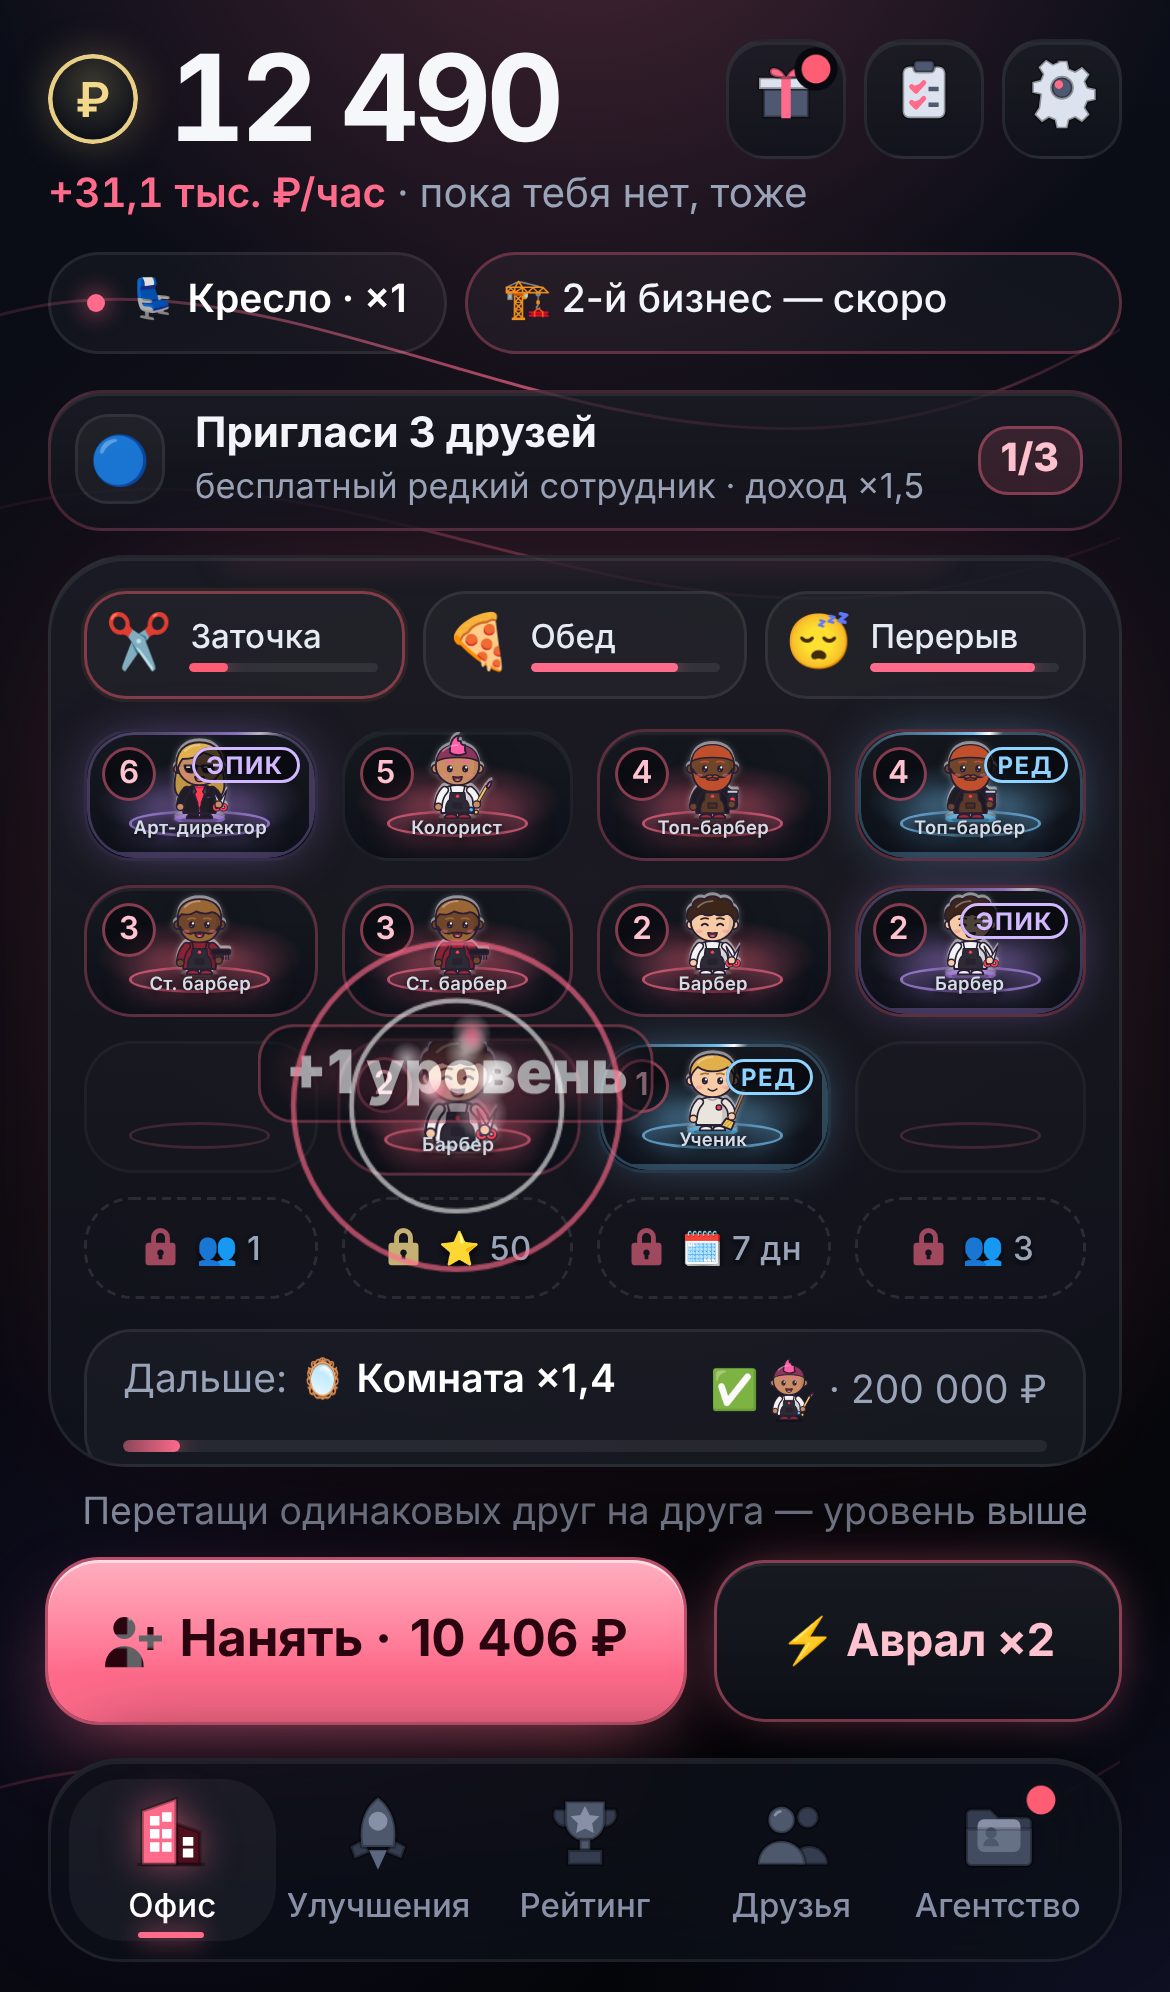 ₽ 12 490
+31,1 тыс. ₽/час · пока тебя нет, тоже
Кресло · ×1
2-й бизнес — скоро
Пригласи 3 друзей
бесплатный редкий сотрудник · доход ×1,5
1/3
Заточка
Обед
Перерыв
6 ЭПИК
Арт-директор
5
Колорист
4
Топ-барбер
4 РЕД
Топ-барбер
3
Ст. барбер
3
Ст. барбер
2
Барбер
2 ЭПИК
Барбер
+1 уровень
2
Барбер
1 РЕД
Ученик
1
50
7 дн
3
Дальше: Комната ×1,4
· 200 000 ₽
Перетащи одинаковых друг на друга — уровень выше
Нанять · 10 406 ₽
Аврал ×2
Офис
Улучшения
Рейтинг
Друзья
Агентство